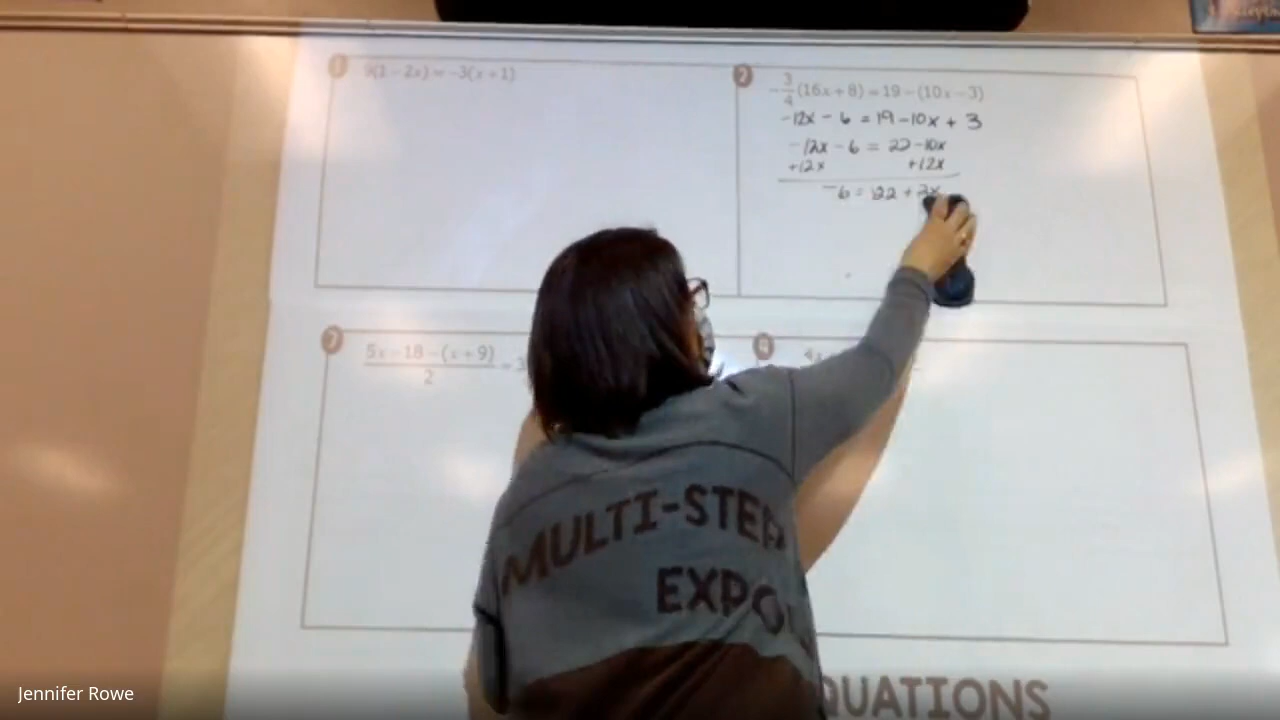 1
9(1-2x) = -3(x+1)
2
-3/4(16x+8) = 19-(10x-3)
-12x - 6 = 19-10x + 3
-12x - 6 = 22-10x
+12x +12x
-6 = 22 + 2x
3
(5x-18-(x+9))/2 = 3
4
MULTI-STEP
EXPO
QUATIONS
Jennifer Rowe